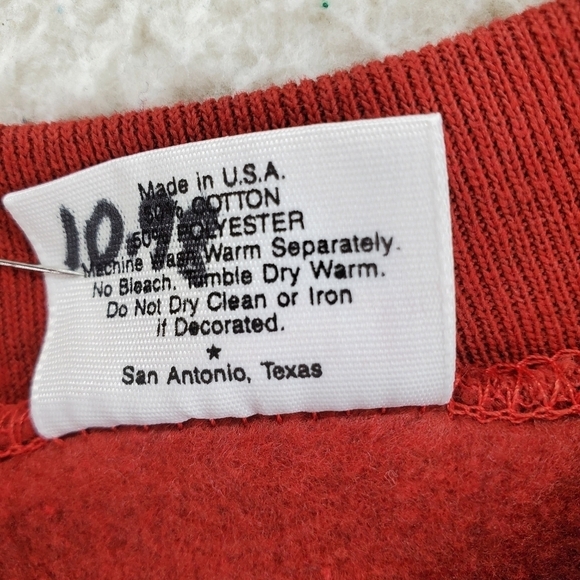 Made in U.S.A.
50% COTTON
50% POLYESTER
Machine Wash Warm Separately.
No Bleach. Tumble Dry Warm.
Do Not Dry Clean or Iron
if Decorated.
★
San Antonio, Texas